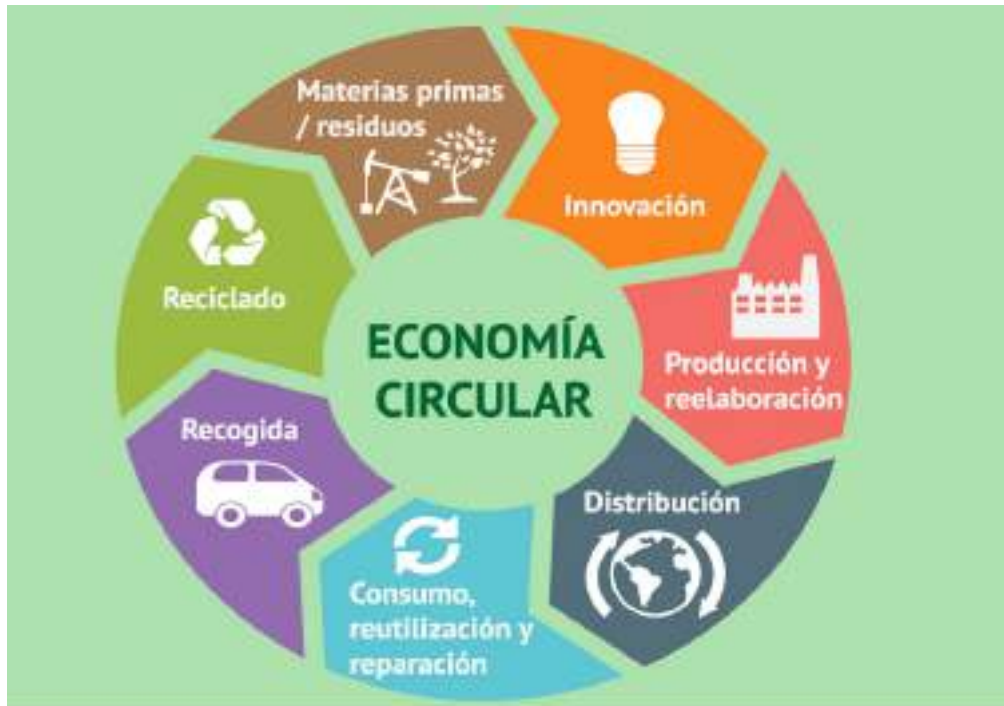 Materias primas
/ residuos
Innovación
Producción y
reelaboración
Distribución
Consumo,
reutilización y
reparación
Recogida
Reciclado
ECONOMÍA
CIRCULAR